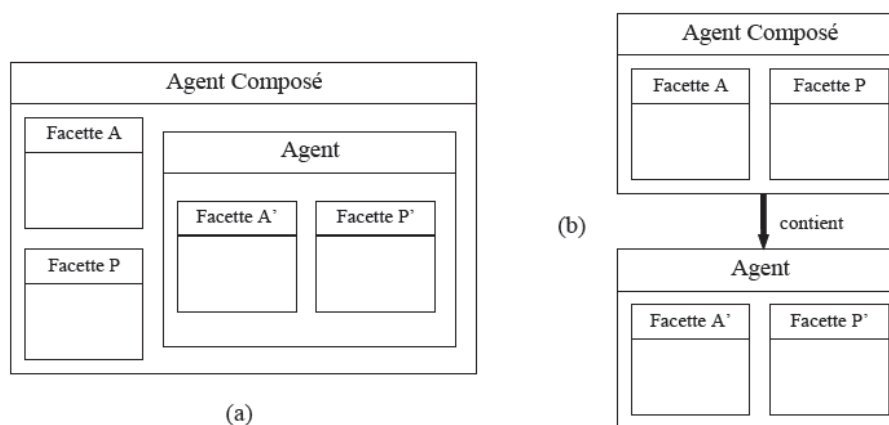 Agent Composé
Facette A
Agent
Facette A’
Facette P’
Facette P
(a)
Agent Composé
Facette A
Facette P
(b)
contient
Agent
Facette A’
Facette P’